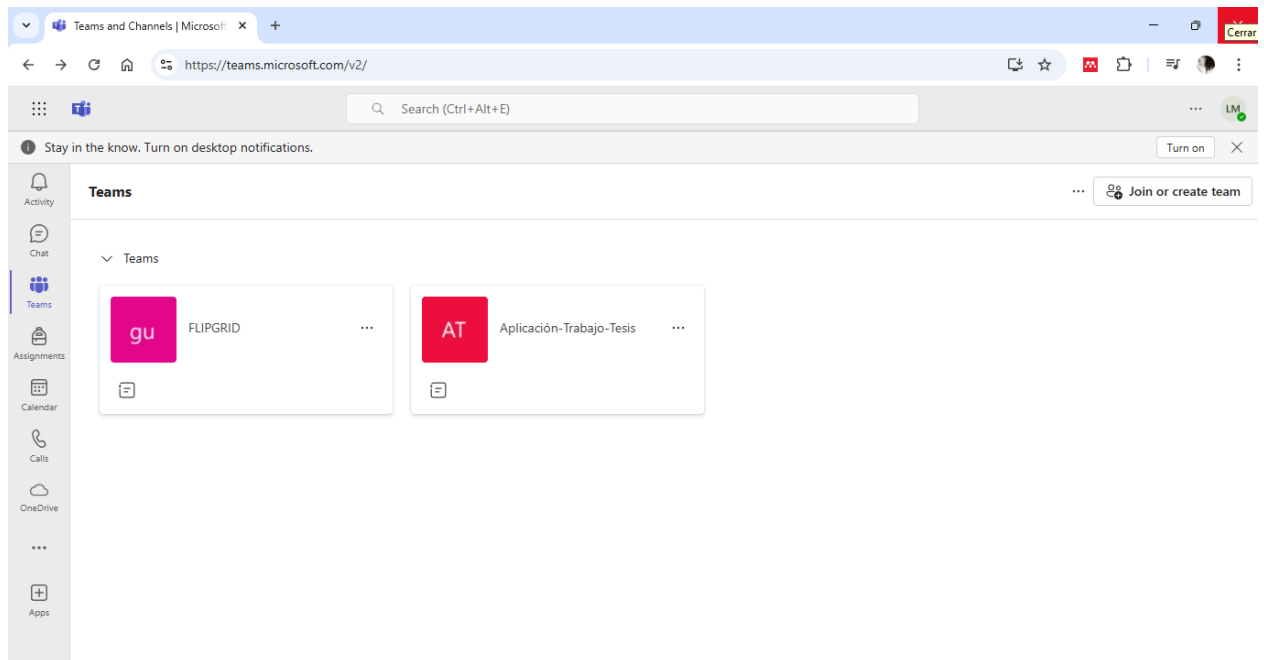 Teams and Channels | Microsoft
Cerrar
https://teams.microsoft.com/v2/
Search (Ctrl+Alt+E)
LM
Stay in the know. Turn on desktop notifications.
Turn on
Activity
Chat
Teams
Assignments
Calendar
Calls
OneDrive
Apps
Teams
Join or create team
Teams
gu
FLIPGRID
AT
Aplicación-Trabajo-Tesis